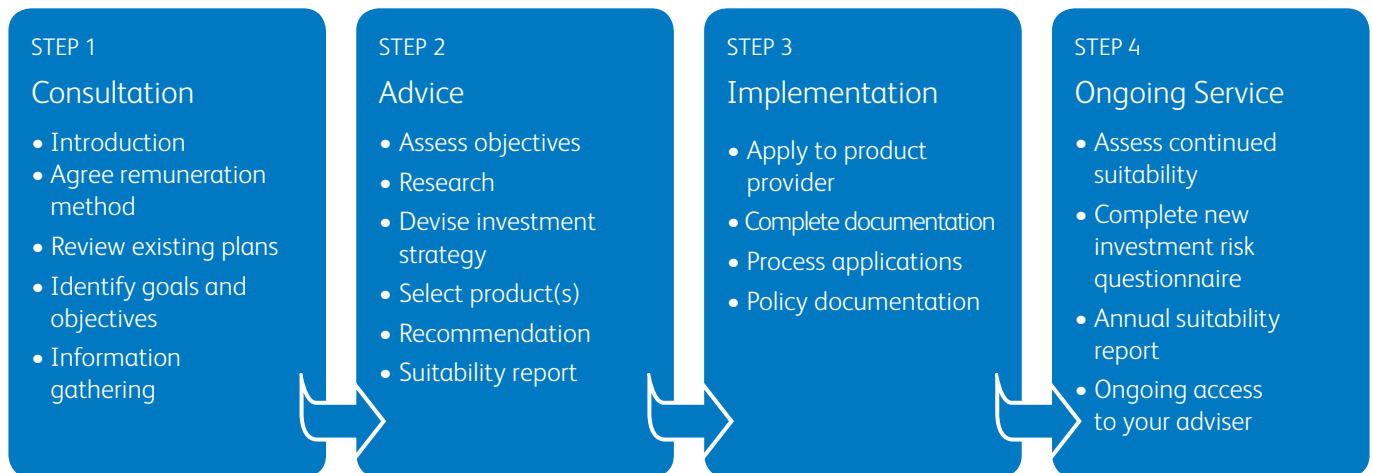 STEP 1
Consultation
• Introduction
• Agree remuneration
method
• Review existing plans
• Identify goals and
objectives
• Information
gathering
STEP 2
Advice
• Assess objectives
• Research
• Devise investment
strategy
• Select product(s)
• Recommendation
• Suitability report
STEP 3
Implementation
• Apply to product
provider
• Complete documentation
• Process applications
• Policy documentation
STEP 4
Ongoing Service
• Assess continued
suitability
• Complete new
investment risk
questionnaire
• Annual suitability
report
• Ongoing access
to your adviser